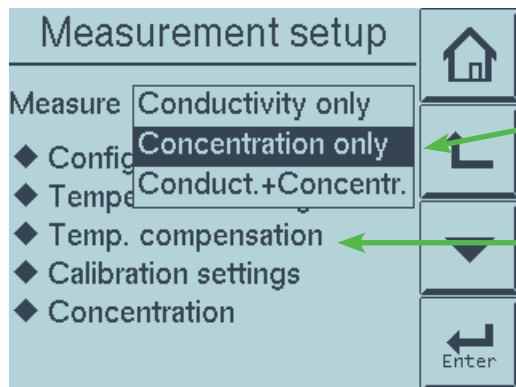 Measurement setup
Measure
Conductivity only
Concentration only
Conduct.+Concentr.
Config
Tempe
Temp. compensation
Calibration settings
Concentration
Enter